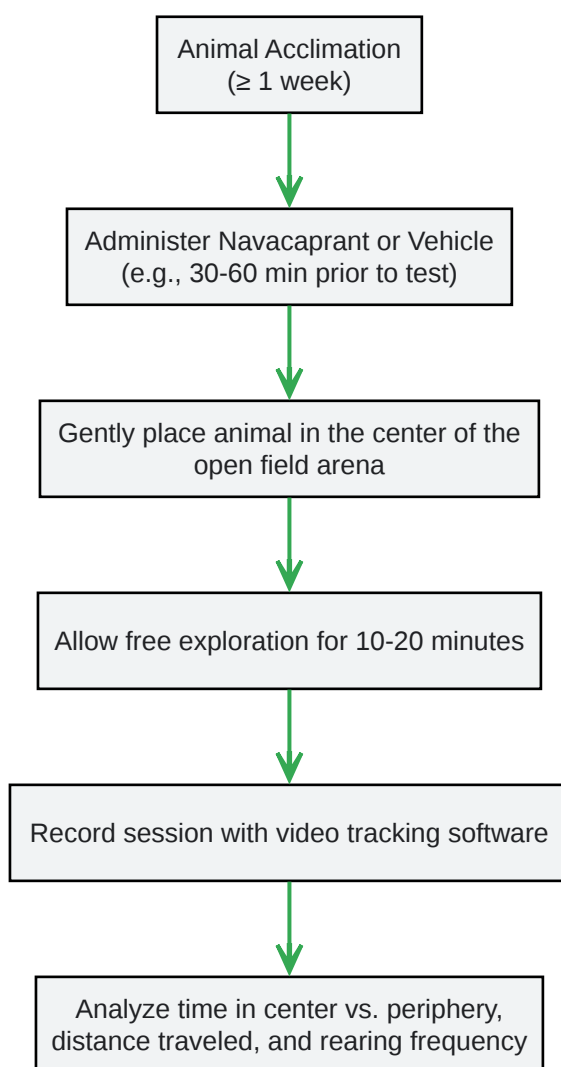 Animal Acclimation
(≥ 1 week)
Administer Navacaprant or Vehicle
(e.g., 30-60 min prior to test)
Gently place animal in the center of the
open field arena
Allow free exploration for 10-20 minutes
Record session with video tracking software
Analyze time in center vs. periphery,
distance traveled, and rearing frequency